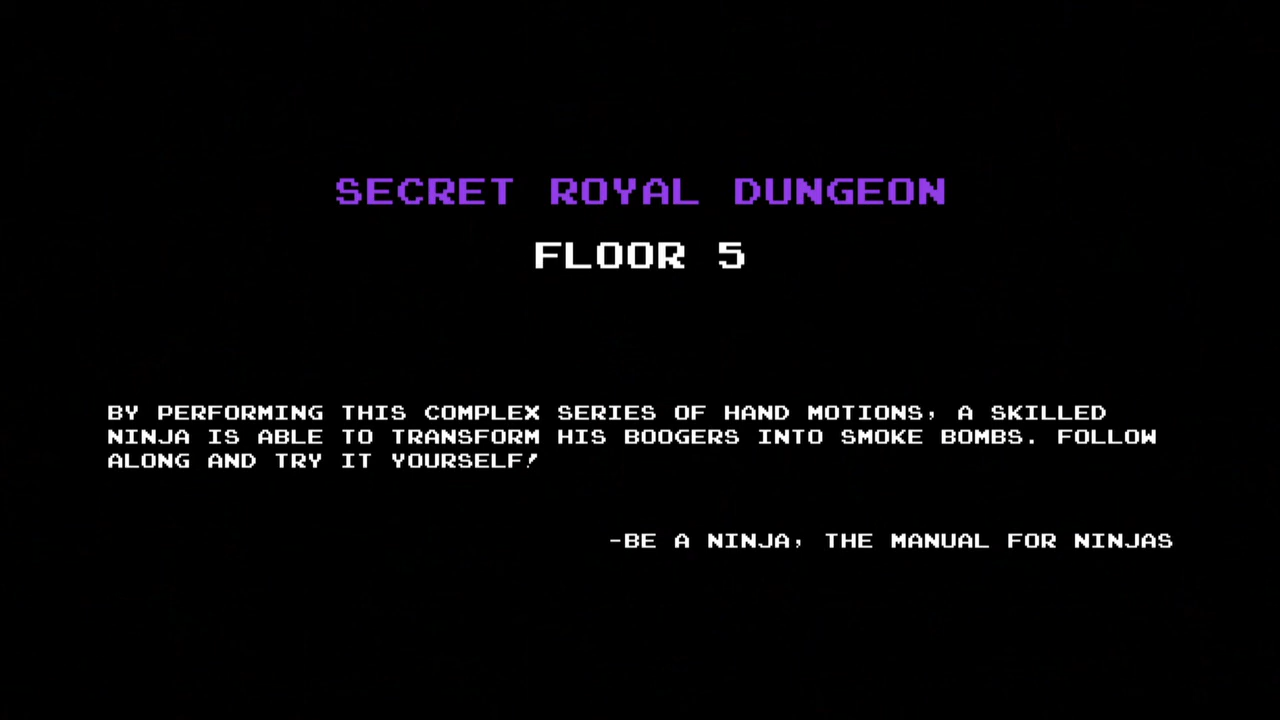 SECRET ROYAL DUNGEON
FLOOR 5
BY PERFORMING THIS COMPLEX SERIES OF HAND MOTIONS, A SKILLED
NINJA IS ABLE TO TRANSFORM HIS BOOGERS INTO SMOKE BOMBS. FOLLOW
ALONG AND TRY IT YOURSELF!
-BE A NINJA, THE MANUAL FOR NINJAS